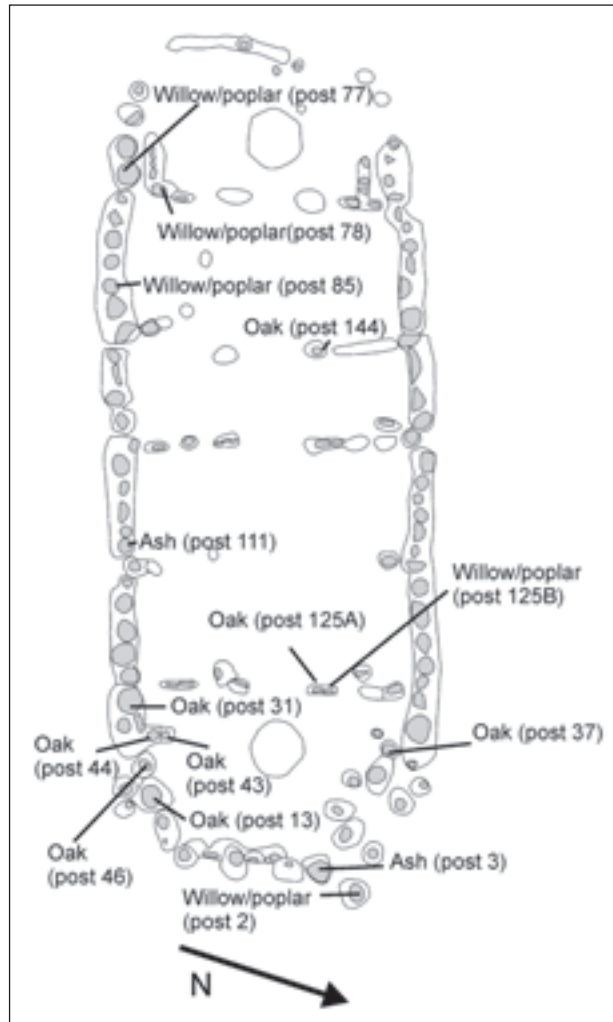 Willow/poplar (post 77)
Willow/poplar(post 78)
Willow/poplar (post 85)
Oak (post 144)
Ash (post 111)
Willow/poplar
(post 125B)
Oak (post 125A)
Oak (post 31)
Oak (post 37)
Oak
(post 44)
Oak
(post 43)
Oak (post 13)
Oak
(post 46)
Ash (post 3)
Willow/poplar
(post 2)
N